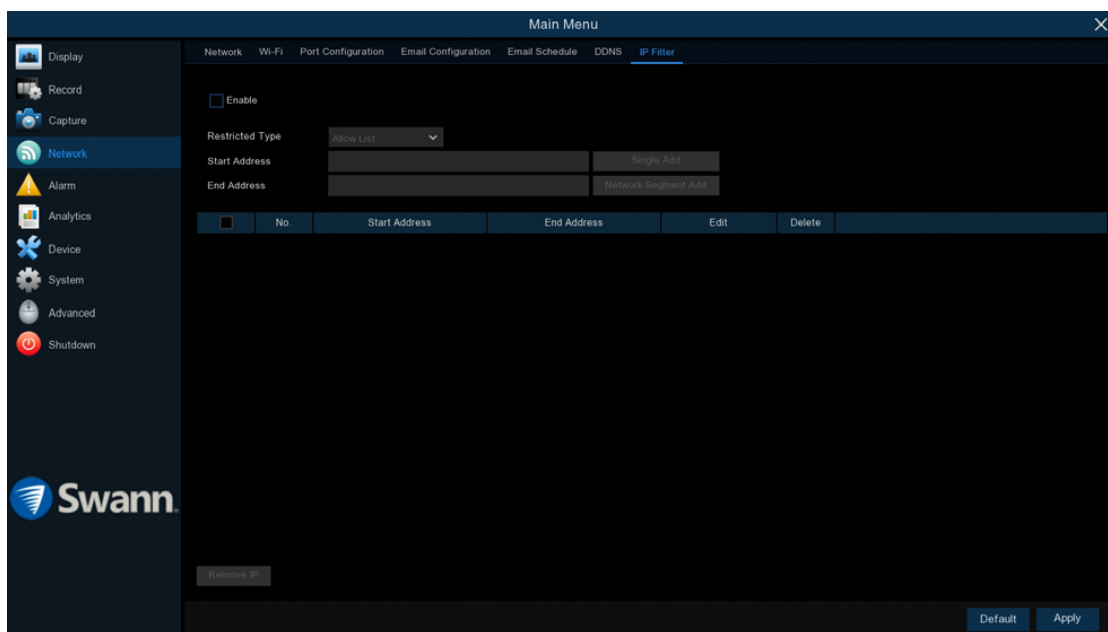 Main Menu
Display
Record
Capture
Network
Alarm
Analytics
Device
System
Advanced
Shutdown
Swann
Network Wi-Fi Port Configuration Email Configuration Email Schedule DDNS IP Filter
Enable
Restricted Type Allow List
Start Address Single Add
End Address Network Segment Add
No. Start Address End Address Edit Delete
Remove IP
Default Apply